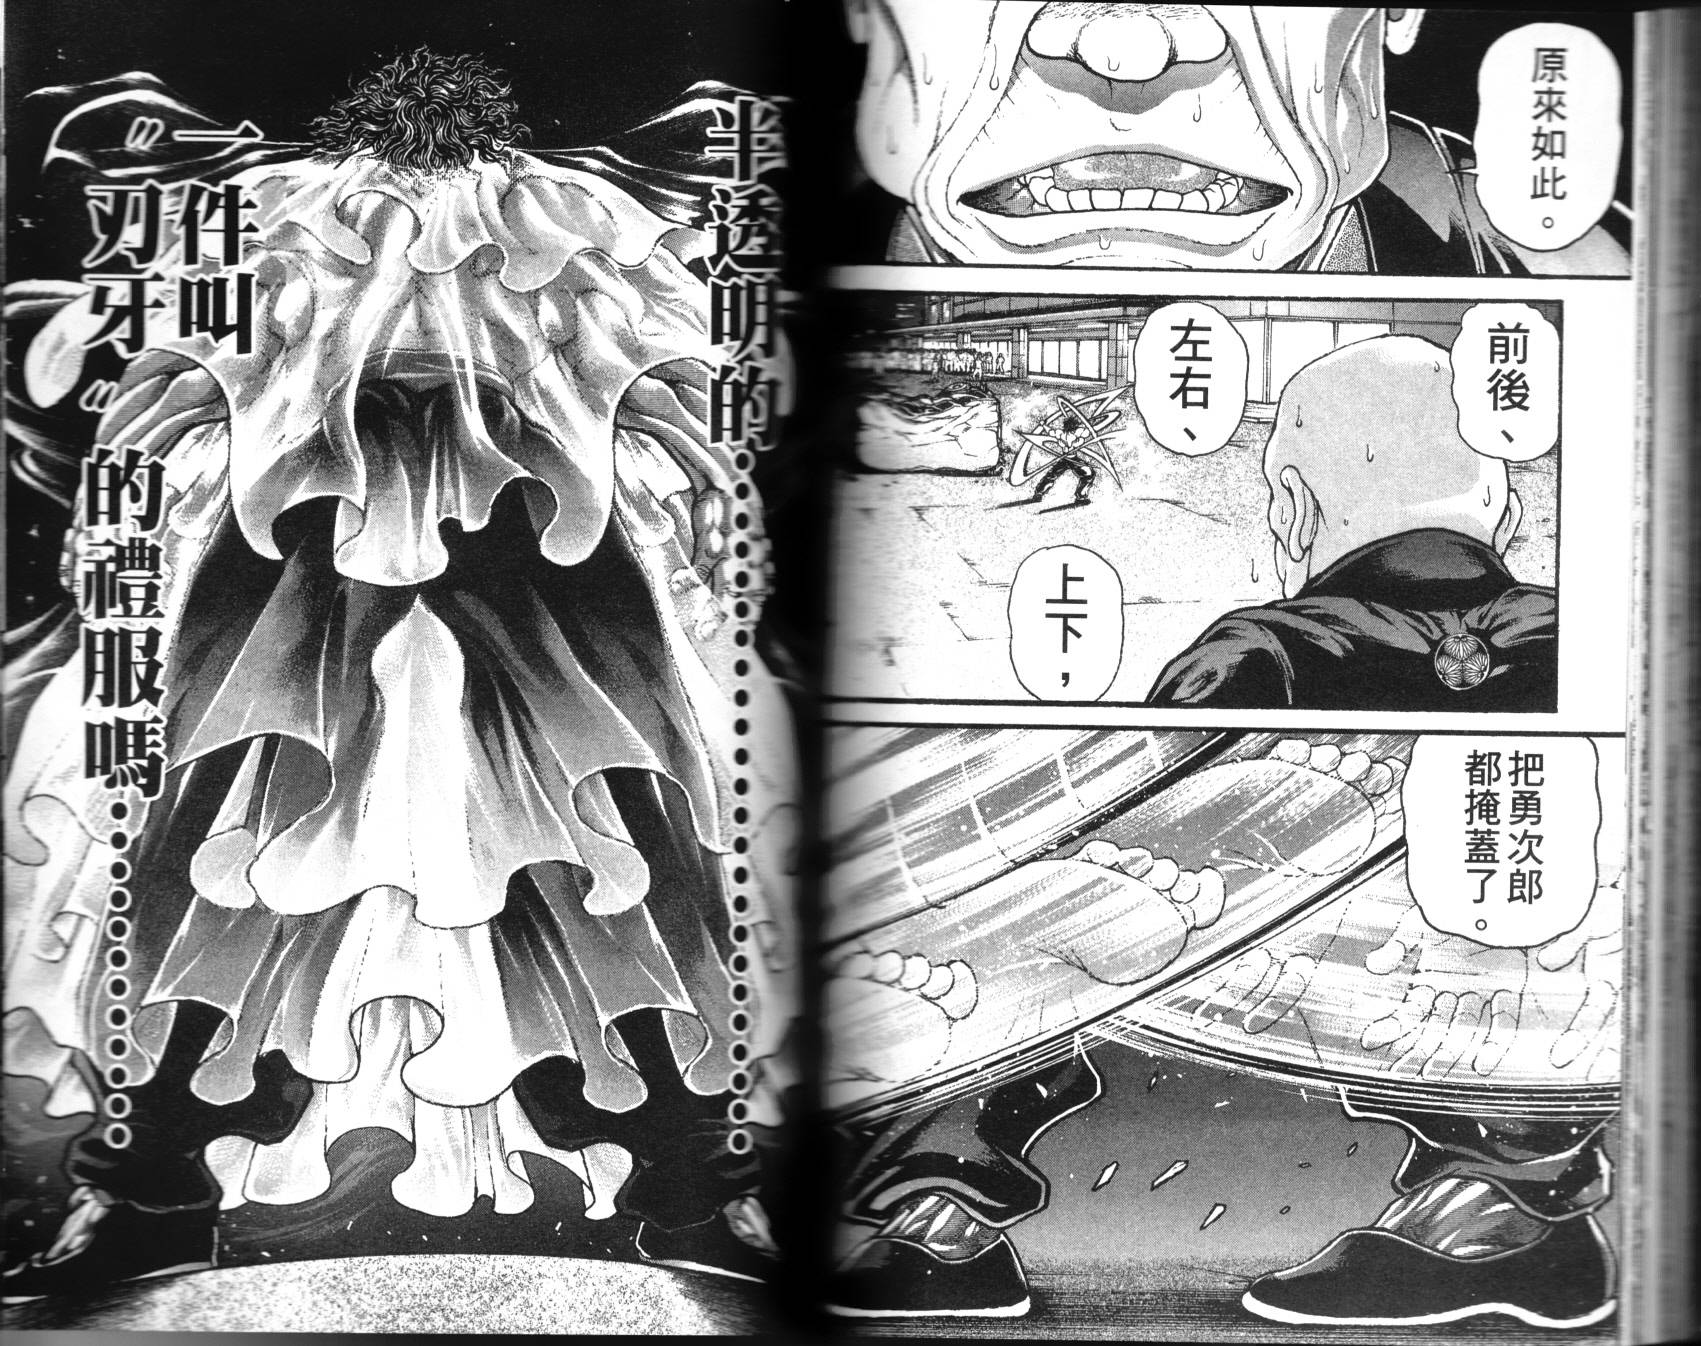 原來如此。
前後、
左右、
上下，
把勇次郎
都掩蓋了。
半透明的………………………
一件叫
〝刃牙〞的禮服嗎…………